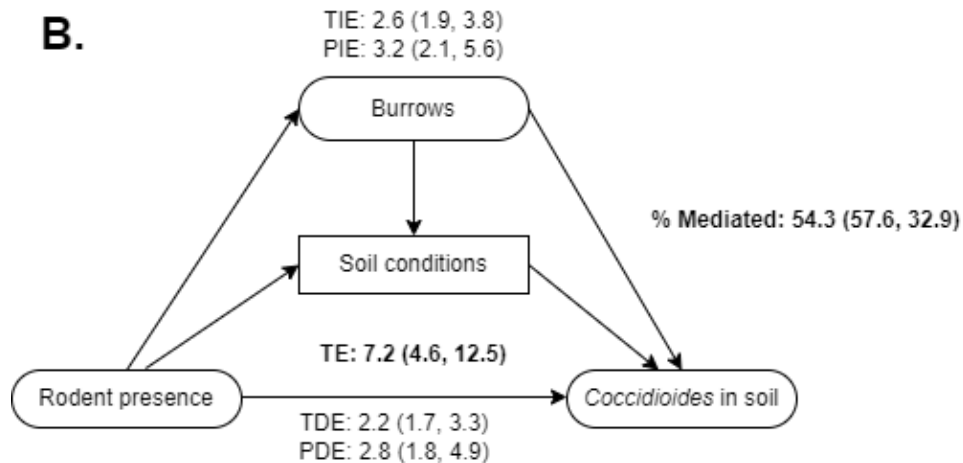 B.
TIE: 2.6 (1.9, 3.8)
PIE: 3.2 (2.1, 5.6)
Burrows
% Mediated: 54.3 (57.6, 32.9)
Soil conditions
TE: 7.2 (4.6, 12.5)
Rodent presence
Coccidioides in soil
TDE: 2.2 (1.7, 3.3)
PDE: 2.8 (1.8, 4.9)